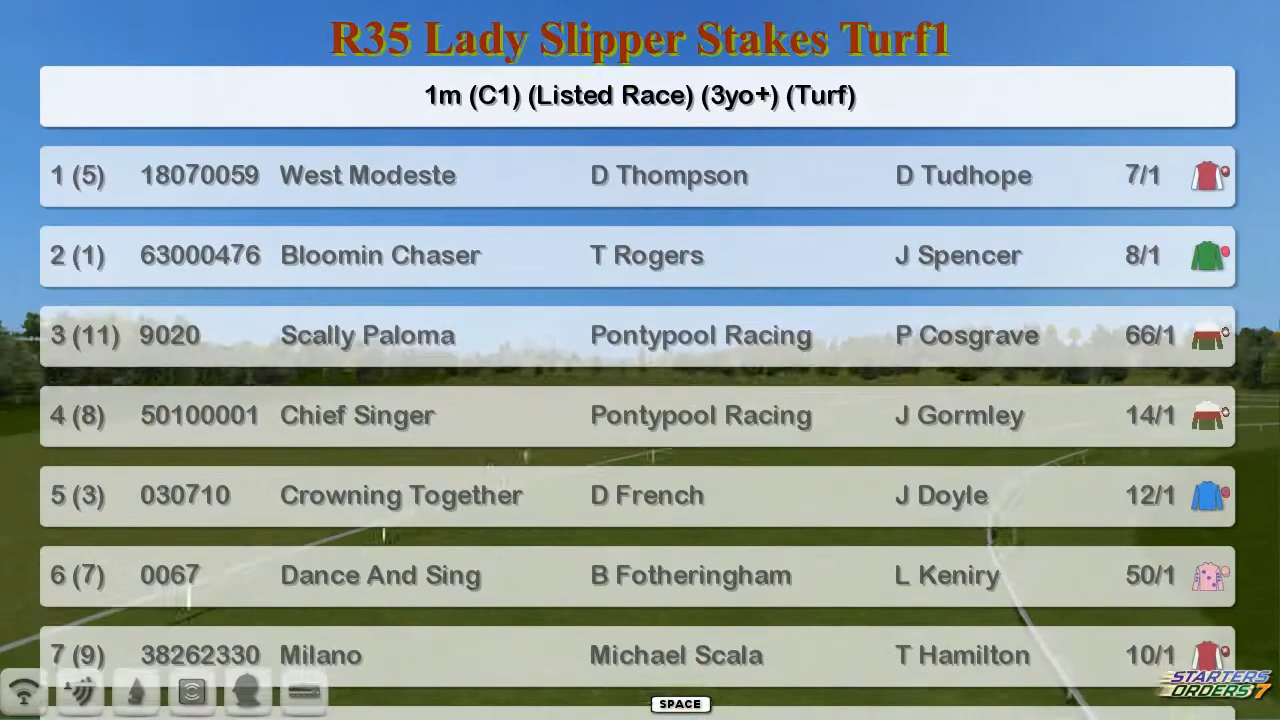 R35 Lady Slipper Stakes Turf1
1m (C1) (Listed Race) (3yo+) (Turf)
1 (5) 18070059 West Modeste D Thompson D Tudhope 7/1
2 (1) 63000476 Bloomin Chaser T Rogers J Spencer 8/1
3 (11) 9020 Scally Paloma Pontypool Racing P Cosgrave 66/1
4 (8) 50100001 Chief Singer Pontypool Racing J Gormley 14/1
5 (3) 030710 Crowning Together D French J Doyle 12/1
6 (7) 0067 Dance And Sing B Fotheringham L Keniry 50/1
7 (9) 38262330 Milano Michael Scala T Hamilton 10/1
STARTERS
ORDERS 7
SPACE